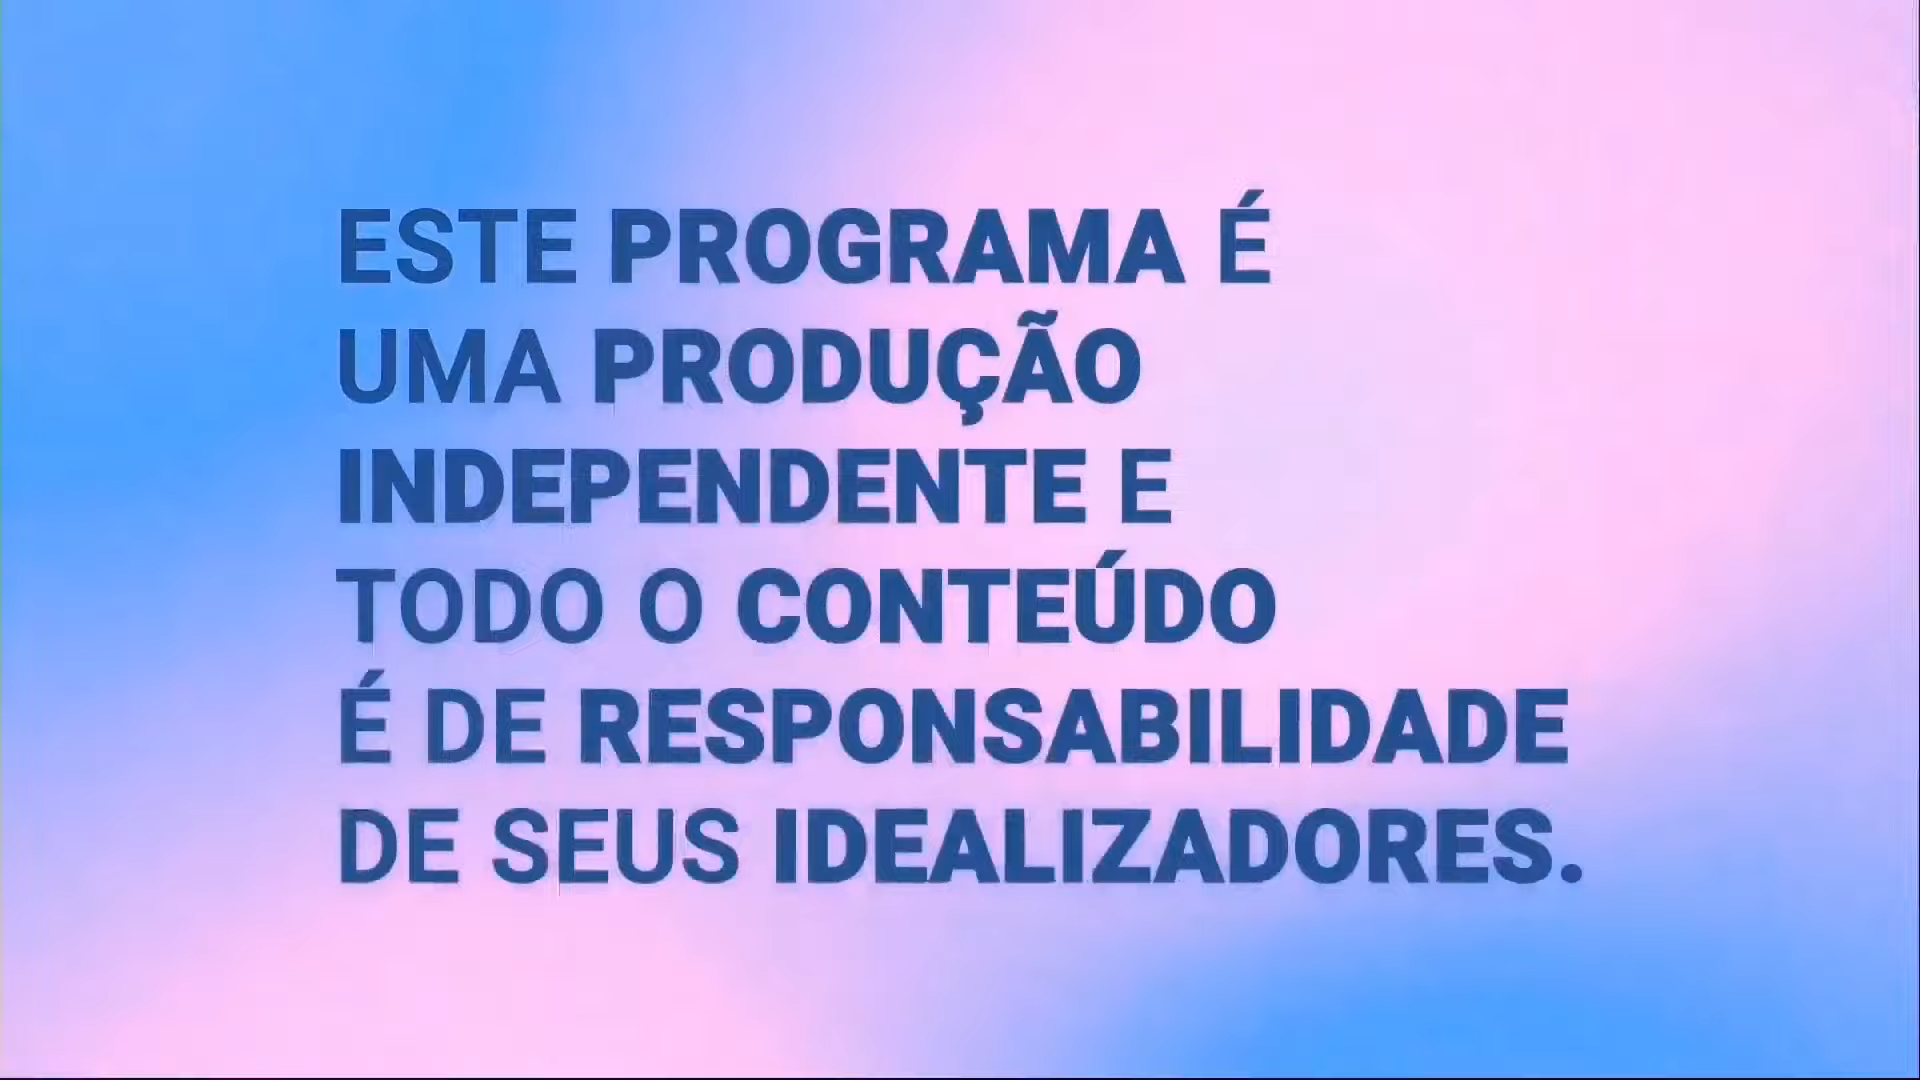 ESTE PROGRAMA É
UMA PRODUÇÃO
INDEPENDENTE E
TODO O CONTEÚDO
É DE RESPONSABILIDADE
DE SEUS IDEALIZADORES.